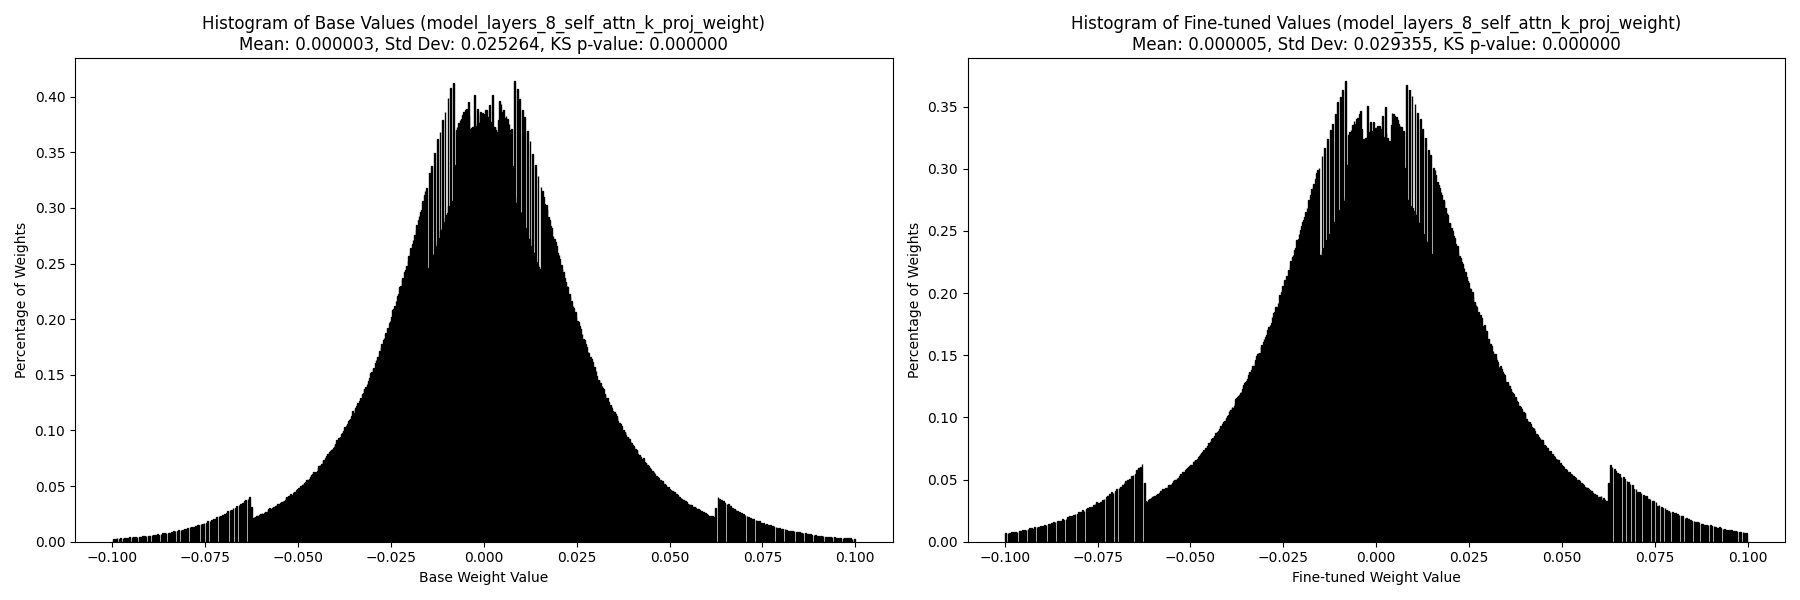 Histogram of Base Values (model_layers_8_self_attn_k_proj_weight)
Mean: 0.000003, Std Dev: 0.025264, KS p-value: 0.000000
Percentage of Weights
0.40
0.35
0.30
0.25
0.20
0.15
0.10
0.05
0.00
−0.100 −0.075 −0.050 −0.025 0.000 0.025 0.050 0.075 0.100
Base Weight Value
Histogram of Fine-tuned Values (model_layers_8_self_attn_k_proj_weight)
Mean: 0.000005, Std Dev: 0.029355, KS p-value: 0.000000
Percentage of Weights
0.35
0.30
0.25
0.20
0.15
0.10
0.05
0.00
−0.100 −0.075 −0.050 −0.025 0.000 0.025 0.050 0.075 0.100
Fine-tuned Weight Value